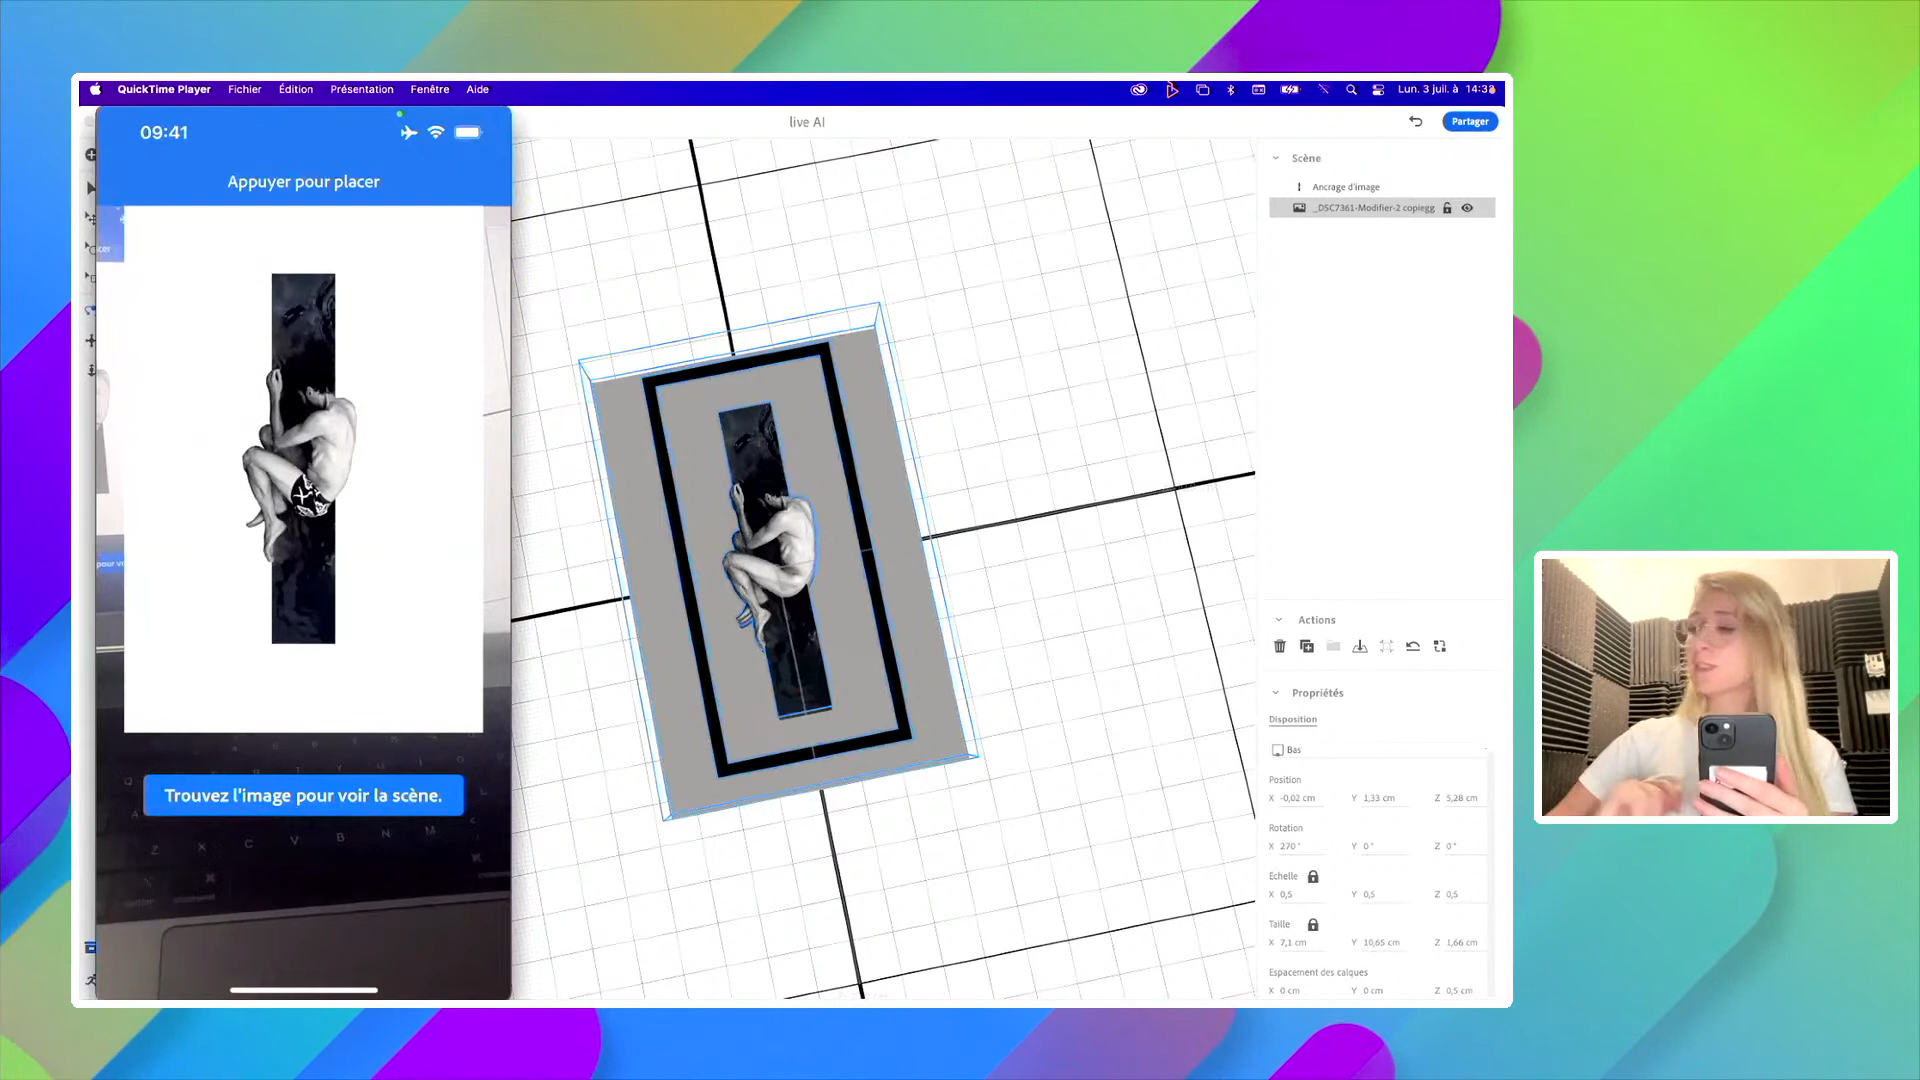 QuickTime Player Fichier Édition Présentation Fenêtre Aide
Lun. 3 juil. à 14:3
09:41
Appuyer pour placer
Trouvez l'image pour voir la scène.
live AI
Partager
Scène
Ancrage d'image
_DSC7361-Modifier-2 copiegg
Actions
Propriétés
Disposition
Bas
Position
X -0,02 cm Y 1,33 cm Z 5,28 cm
Rotation
X 270° Y 0° Z 0°
Echelle
X 0,5 Y 0,5 Z 0,5
Taille
X 7,1 cm Y 10,65 cm Z 1,66 cm
Espacement des calques
X 0 cm Y 0 cm Z 0,5 cm
cer
pour v
Z X C V B N M